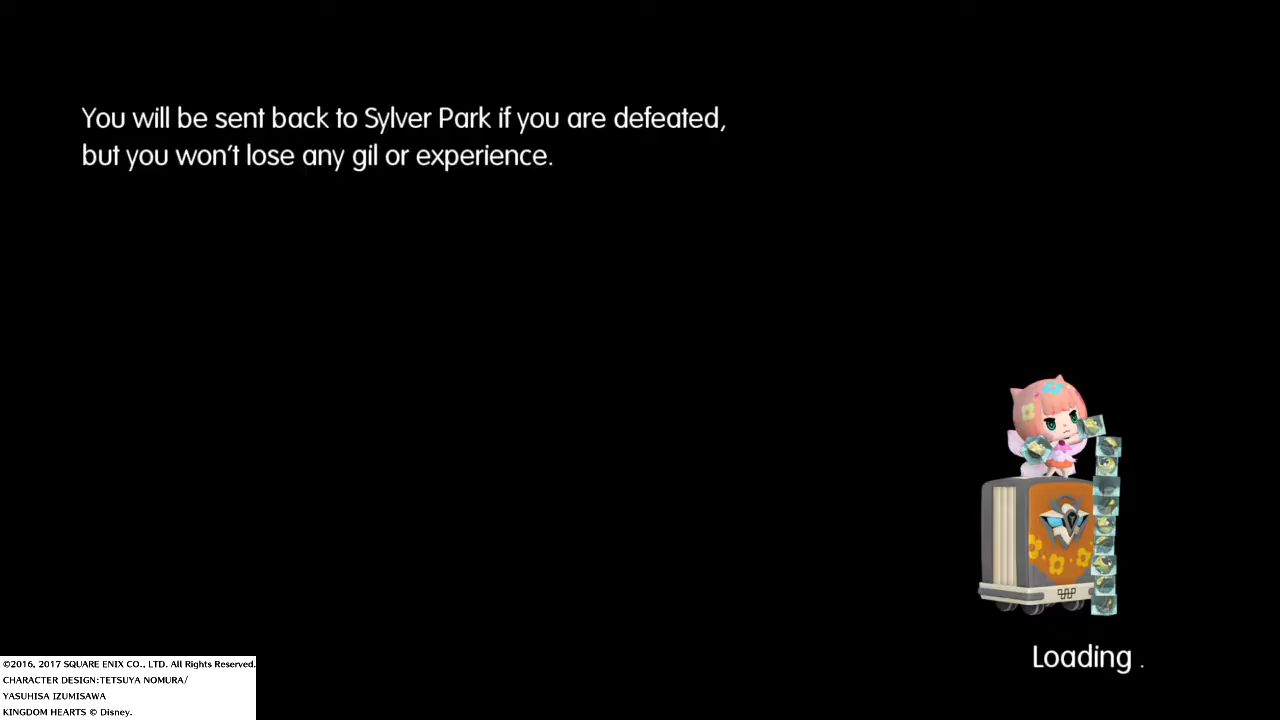 You will be sent back to Sylver Park if you are defeated,
but you won't lose any gil or experience.
Loading .
©2016, 2017 SQUARE ENIX CO., LTD. All Rights Reserved.
CHARACTER DESIGN:TETSUYA NOMURA/
YASUHISA IZUMISAWA
KINGDOM HEARTS © Disney.